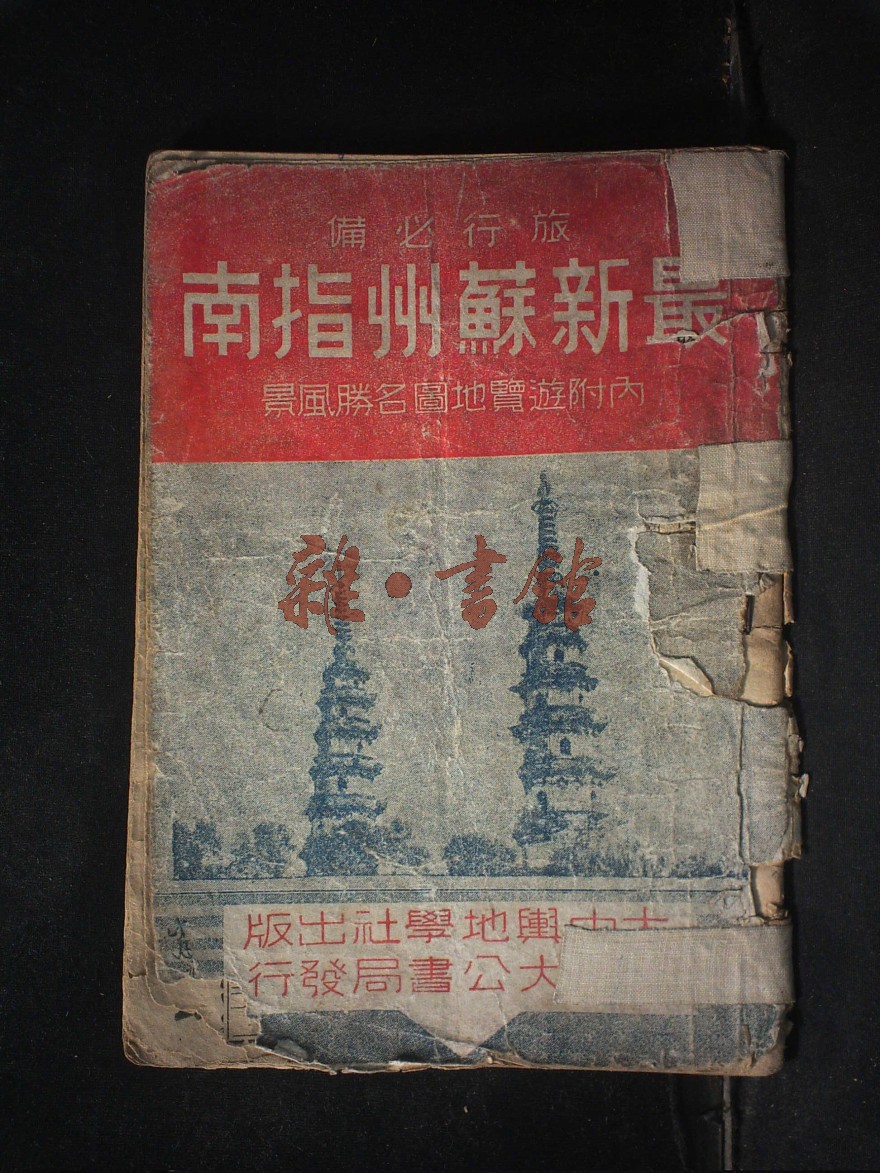 旅行必備
最新蘇州指南
內附遊覽地圖名勝風景
雜·書館
大中輿地學社出版
大公書局發行